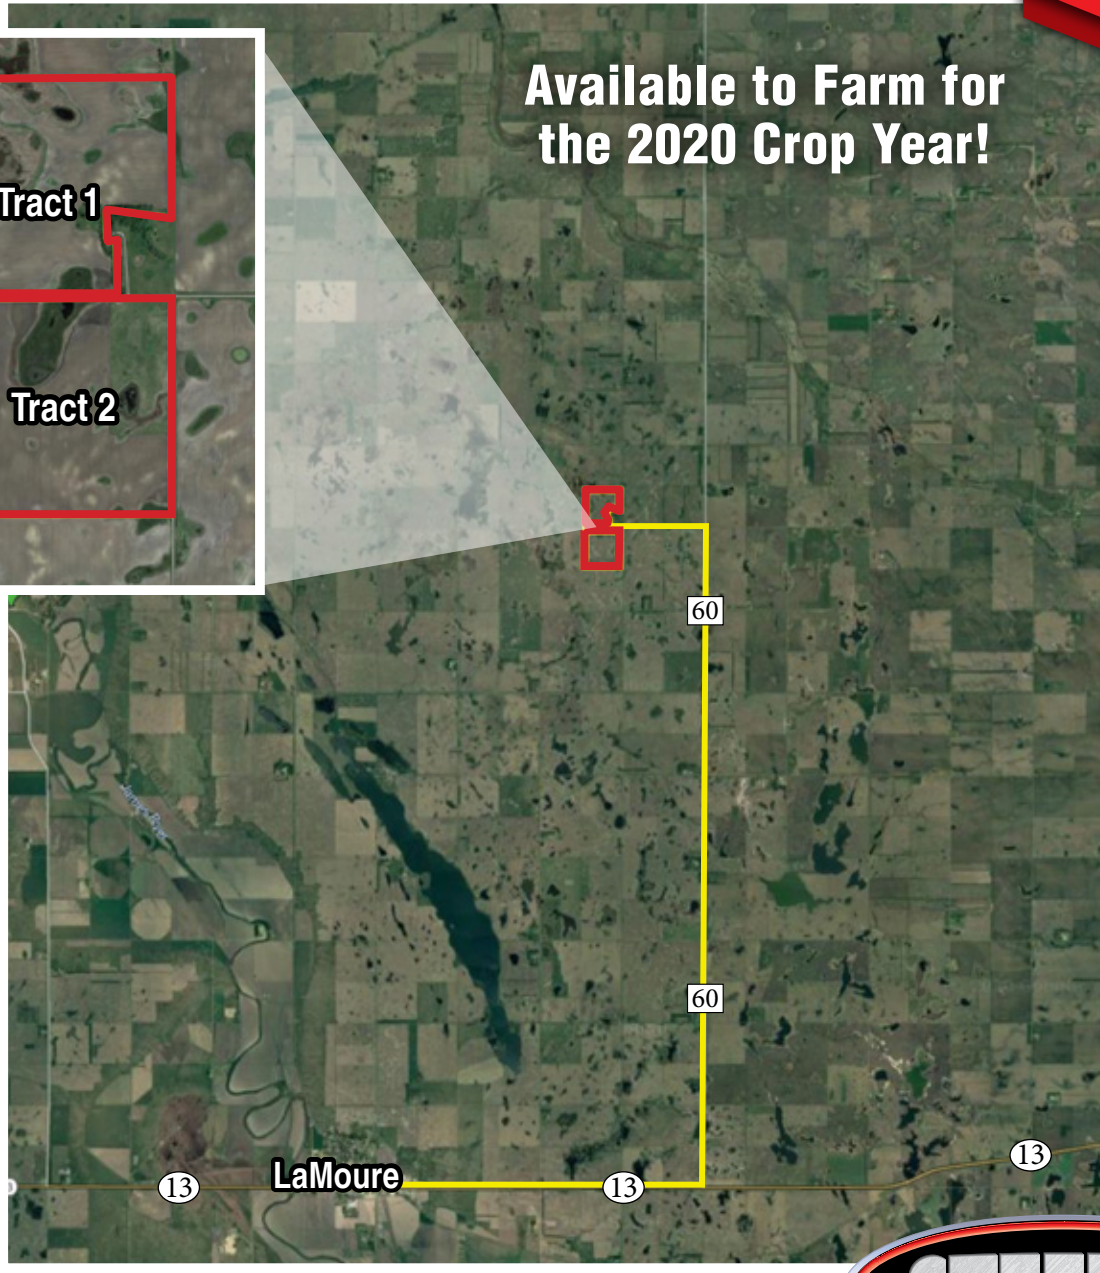 Available to Farm for
the 2020 Crop Year!
Tract 1
Tract 2
60
60
LaMoure
13
13
13